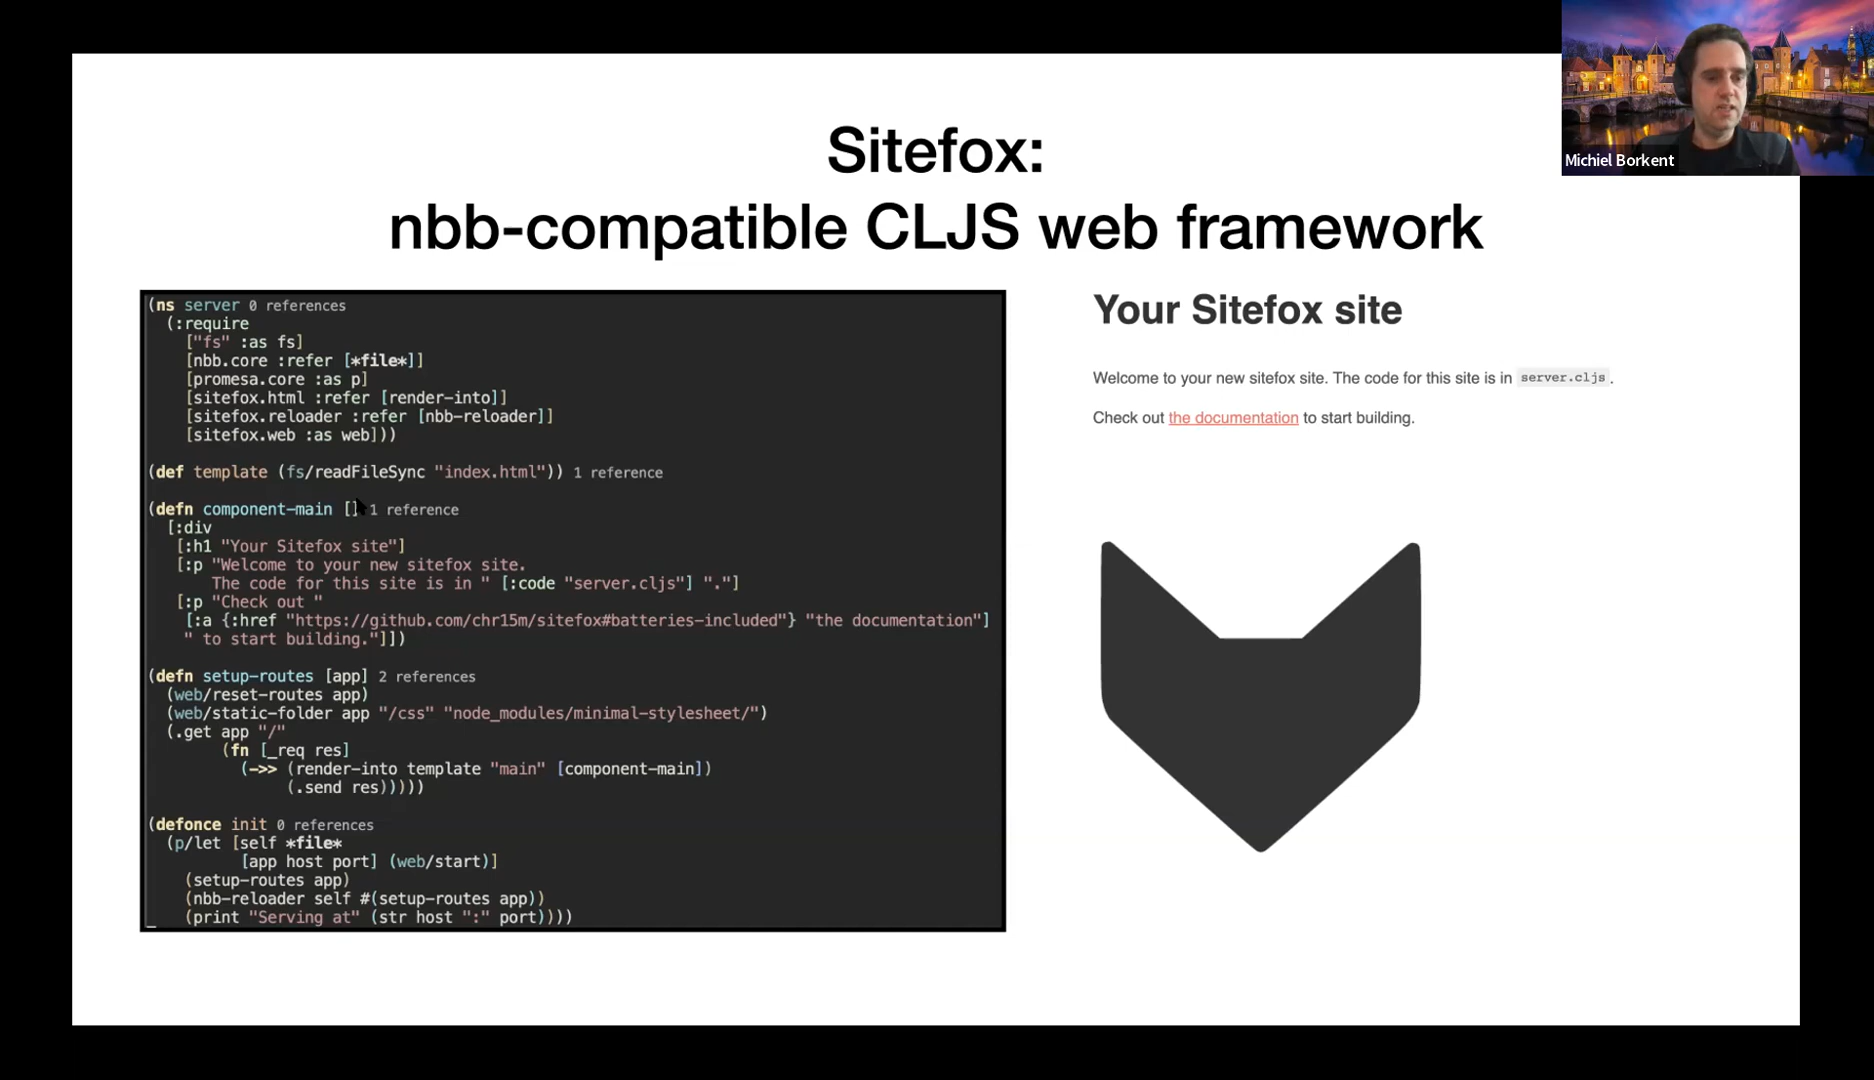 Sitefox:
nbb-compatible CLJS web framework
Michiel Borkent
(ns server 0 references
  (:require
    ["fs" :as fs]
    [nbb.core :refer [*file*]]
    [promesa.core :as p]
    [sitefox.html :refer [render-into]]
    [sitefox.reloader :refer [nbb-reloader]]
    [sitefox.web :as web]))
(def template (fs/readFileSync "index.html")) 1 reference
(defn component-main [] 1 reference
  [:div
   [:h1 "Your Sitefox site"]
   [:p "Welcome to your new sitefox site.
       The code for this site is in " [:code "server.cljs"] "."]
   [:p "Check out "
    [:a {:href "https://github.com/chr15m/sitefox#batteries-included"} "the documentation"]
    " to start building."]])
(defn setup-routes [app] 2 references
  (web/reset-routes app)
  (web/static-folder app "/css" "node_modules/minimal-stylesheet/")
  (.get app "/"
        (fn [_req res]
          (->> (render-into template "main" [component-main])
               (.send res)))))
(defonce init 0 references
  (p/let [self *file*
          [app host port] (web/start)]
    (setup-routes app)
    (nbb-reloader self #(setup-routes app))
    (print "Serving at" (str host ":" port))))
Your Sitefox site
Welcome to your new sitefox site. The code for this site is in server.cljs.
Check out the documentation to start building.